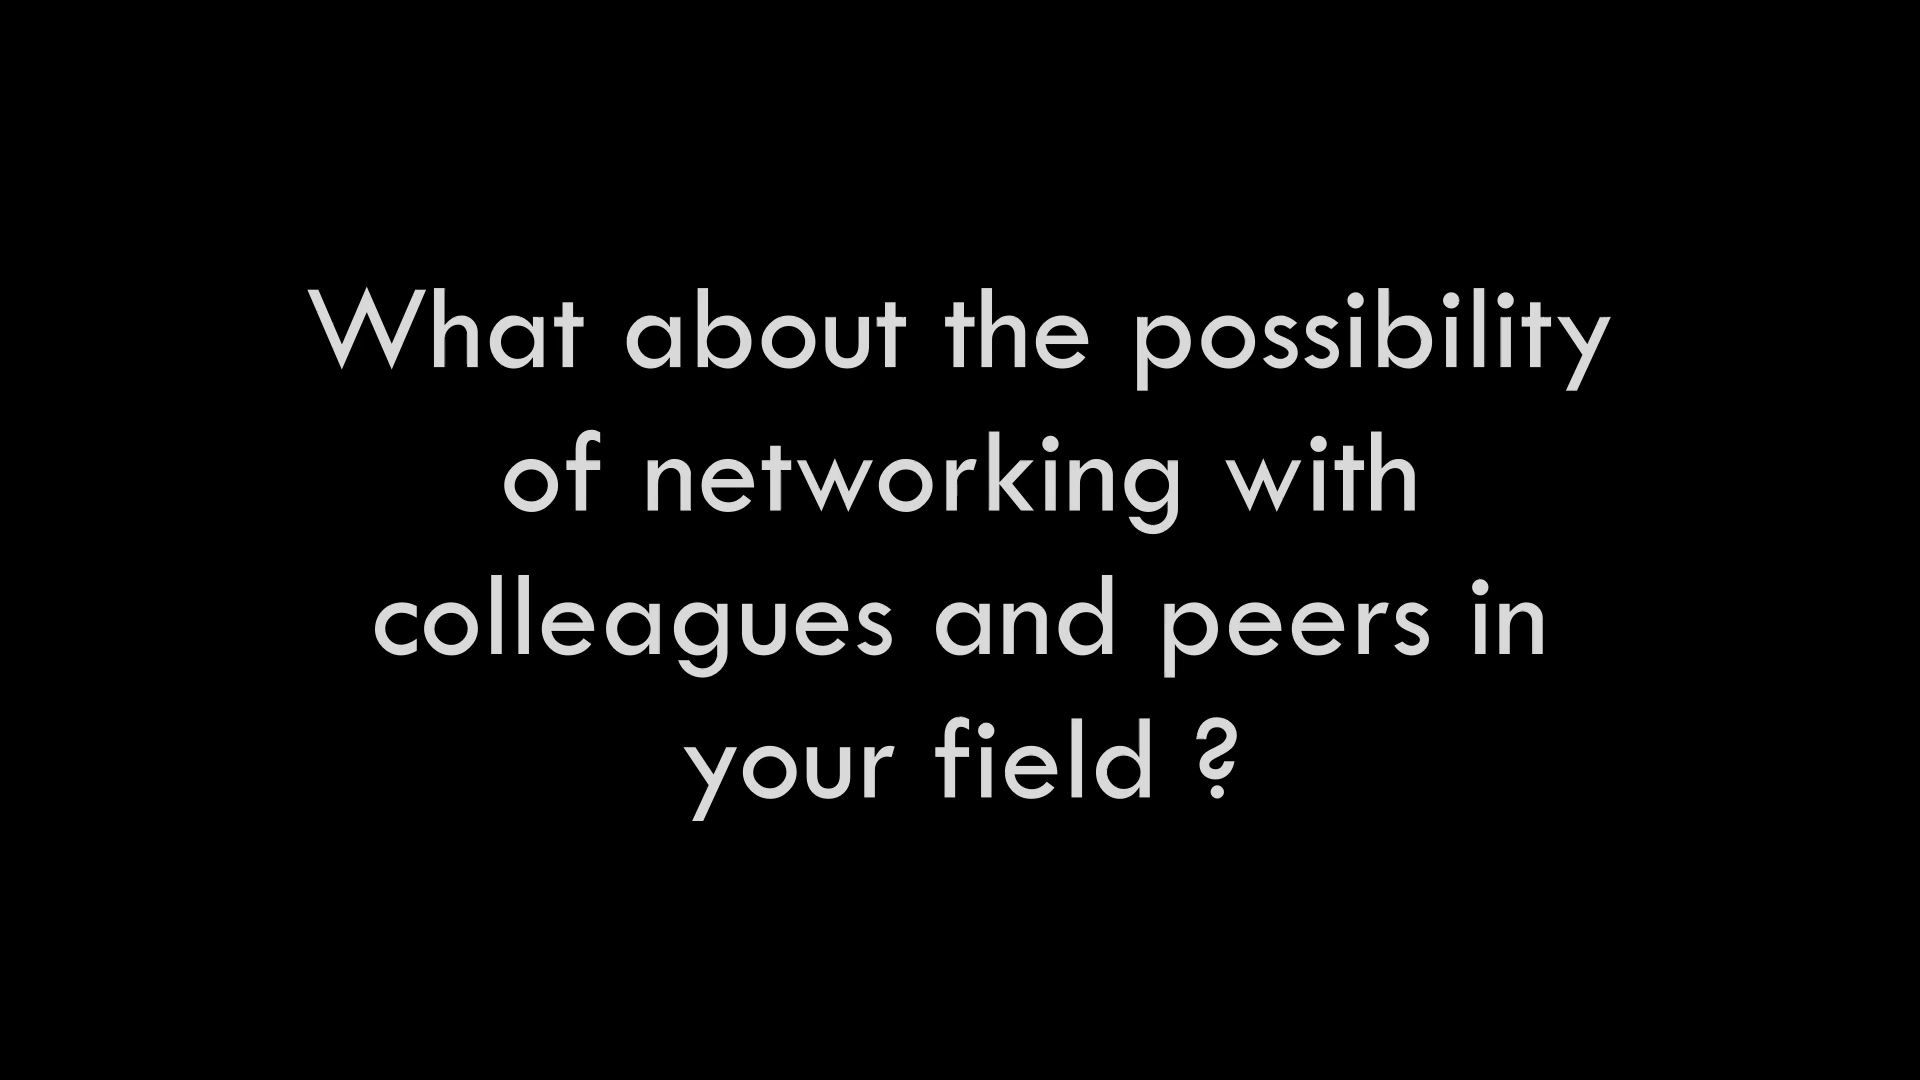 What about the possibility
of networking with
colleagues and peers in
your field ?